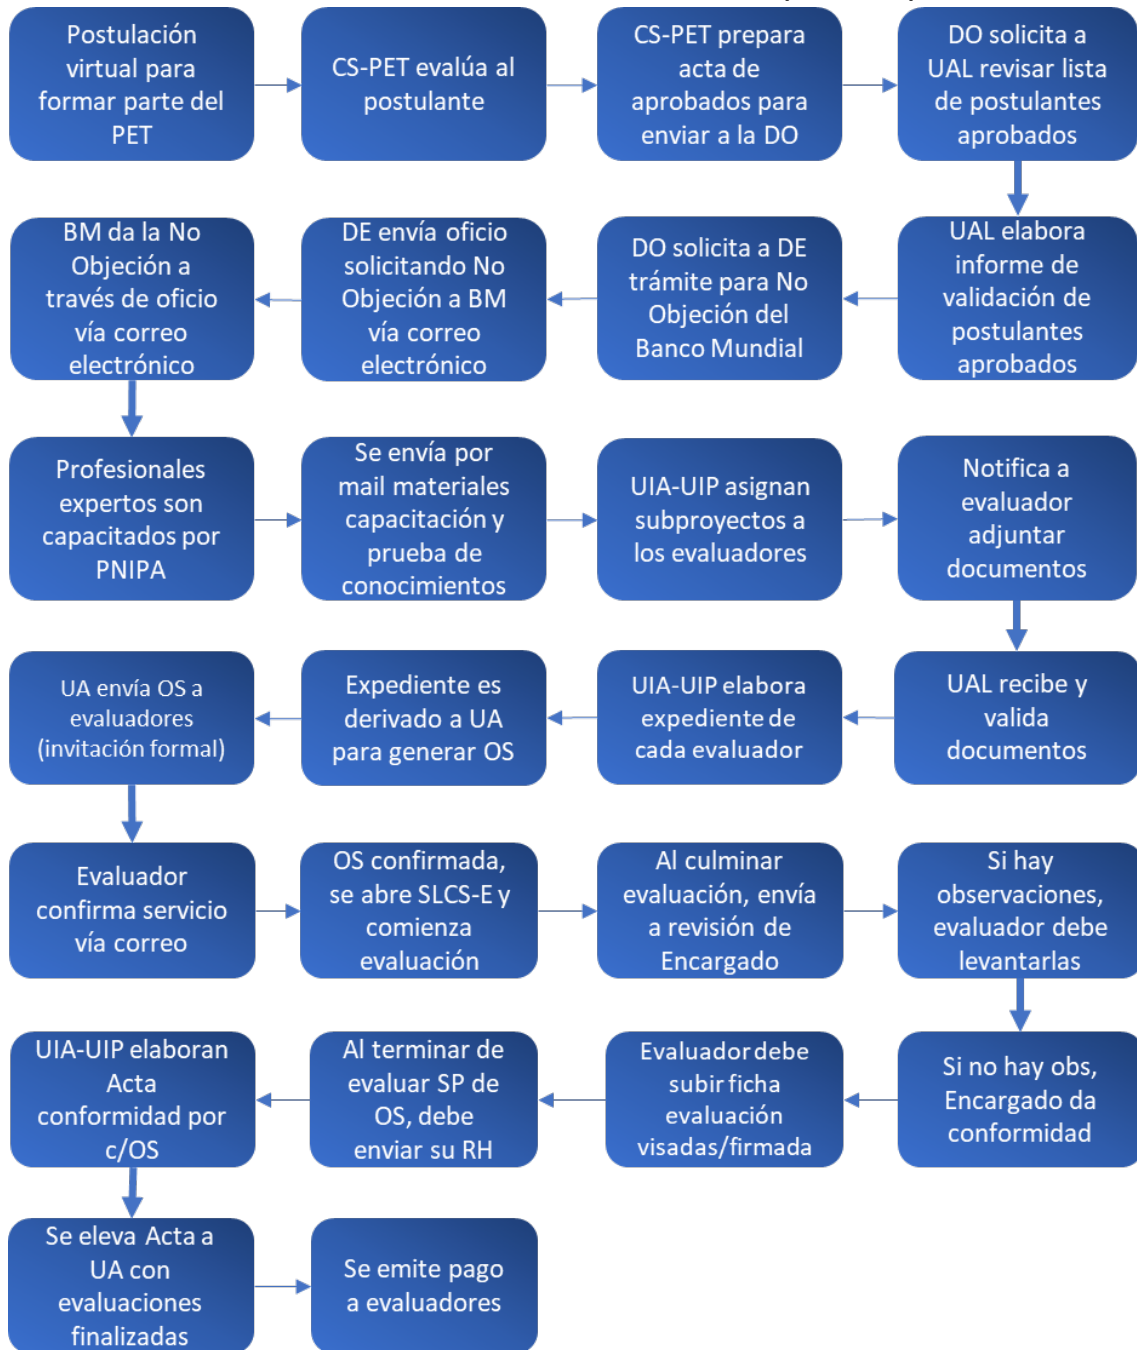 Postulación
virtual para
formar parte del
PET
CS-PET evalúa al
postulante
CS-PET prepara
acta de
aprobados para
enviar a la DO
DO solicita a
UAL revisar lista
de postulantes
aprobados
UAL elabora
informe de
validación de
postulantes
aprobados
DO solicita a DE
trámite para No
Objeción del
Banco Mundial
DE envía oficio
solicitando No
Objeción a BM
vía correo
electrónico
BM da la No
Objeción a
través de oficio
vía correo
electrónico
Profesionales
expertos son
capacitados por
PNIPA
Se envía por
mail materiales
capacitación y
prueba de
conocimientos
UIA-UIP asignan
subproyectos a
los evaluadores
Notifica a
evaluador
adjuntar
documentos
UAL recibe y
valida
documentos
UIA-UIP elabora
expediente de
cada evaluador
Expediente es
derivado a UA
para generar OS
UA envía OS a
evaluadores
(invitación formal)
Evaluador
confirma servicio
vía correo
OS confirmada,
se abre SLCS-E y
comienza
evaluación
Al culminar
evaluación, envía
a revisión de
Encargado
Si hay
observaciones,
evaluador debe
levantarlas
Si no hay obs,
Encargado da
conformidad
Evaluador debe
subir ficha
evaluación
visadas/firmada
Al terminar de
evaluar SP de
OS, debe
enviar su RH
UIA-UIP elaboran
Acta
conformidad por
c/OS
Se eleva Acta a
UA con
evaluaciones
finalizadas
Se emite pago
a evaluadores